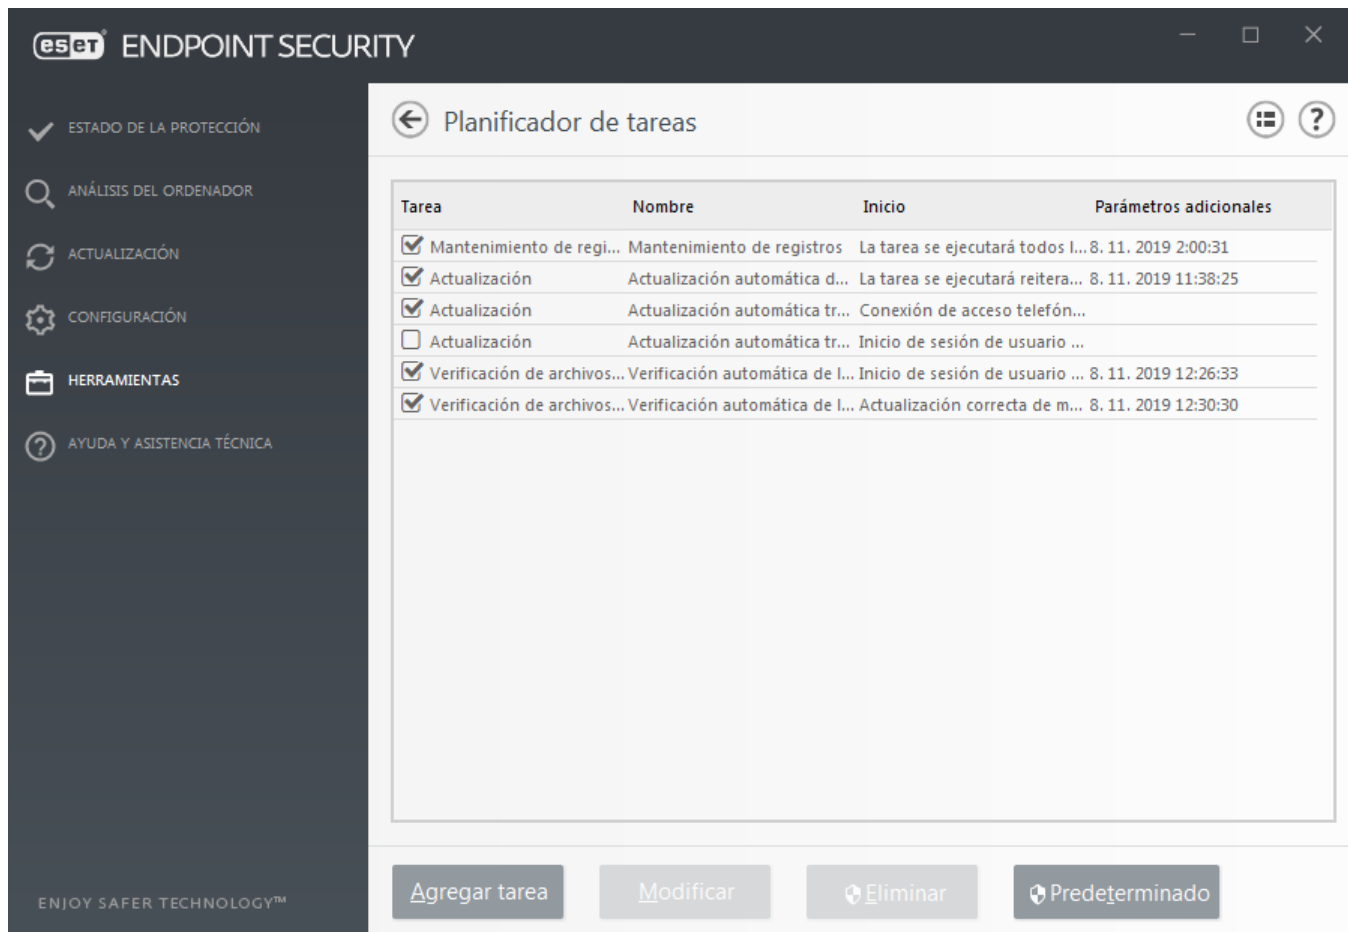 eset ENDPOINT SECURITY
ESTADO DE LA PROTECCIÓN
ANÁLISIS DEL ORDENADOR
ACTUALIZACIÓN
CONFIGURACIÓN
HERRAMIENTAS
AYUDA Y ASISTENCIA TÉCNICA
ENJOY SAFER TECHNOLOGY™
Planificador de tareas
?
Tarea Nombre Inicio Parámetros adicionales
Mantenimiento de regi... Mantenimiento de registros La tarea se ejecutará todos l... 8. 11. 2019 2:00:31
Actualización Actualización automática d... La tarea se ejecutará reitera... 8. 11. 2019 11:38:25
Actualización Actualización automática tr... Conexión de acceso telefón...
Actualización Actualización automática tr... Inicio de sesión de usuario ...
Verificación de archivos... Verificación automática de l... Inicio de sesión de usuario ... 8. 11. 2019 12:26:33
Verificación de archivos... Verificación automática de l... Actualización correcta de m... 8. 11. 2019 12:30:30
Agregar tarea Modificar Eliminar Predeterminado